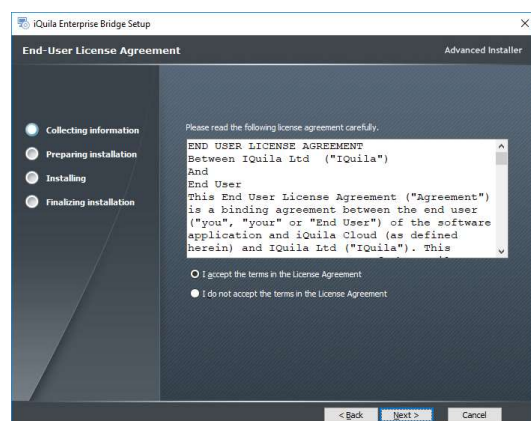 iQuila Enterprise Bridge Setup
End-User License Agreement
Advanced Installer
Collecting information
Preparing installation
Installing
Finalizing installation
Please read the following license agreement carefully.
END USER LICENSE AGREEMENT
Between IQuila Ltd ("IQuila")
And
End User
This End User License Agreement ("Agreement")
is a binding agreement between the end user
("you", "your" or "End User") of the software
application and iQuila Cloud (as defined
herein) and IQuila Ltd ("IQuila"). This
I accept the terms in the License Agreement
I do not accept the terms in the License Agreement
< Back
Next >
Cancel